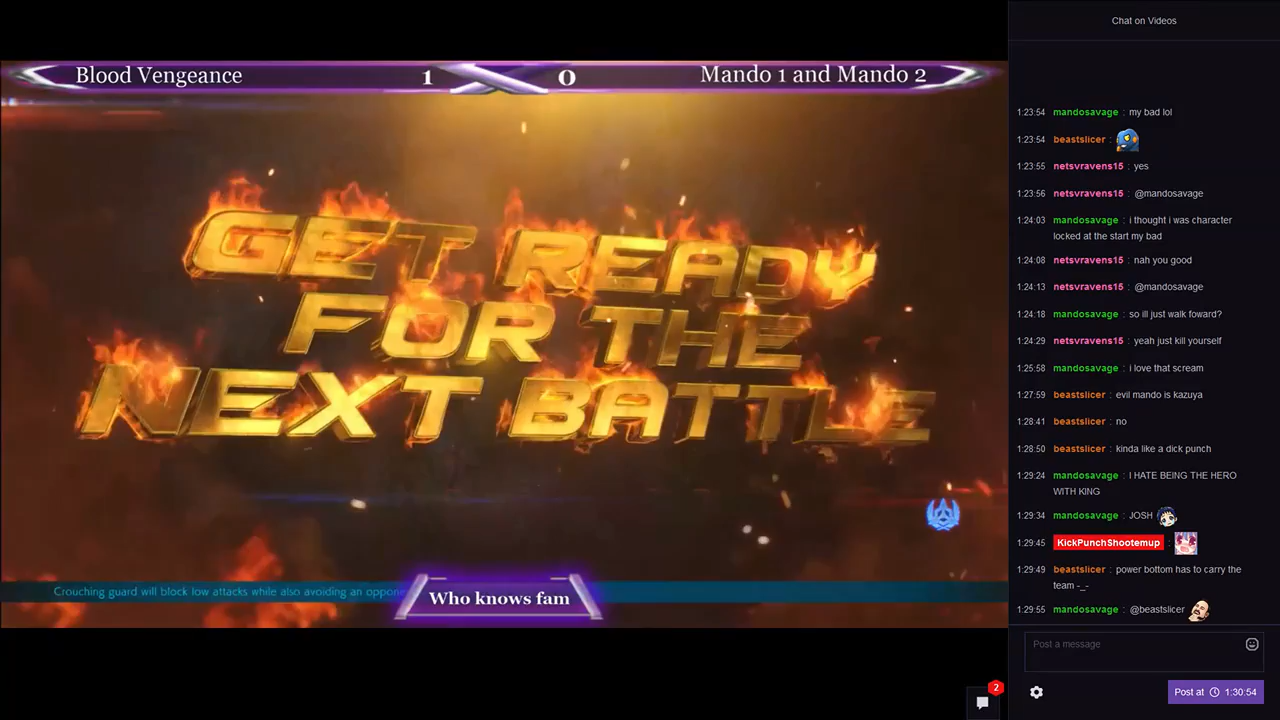 Blood Vengeance 1 0 Mando 1 and Mando 2
GET READY
FOR THE
NEXT BATTLE
Crouching guard will block low attacks while also avoiding an oppone
Who knows fam
Chat on Videos
1:23:54 mandosavage : my bad lol
1:23:54 beastslicer :
1:23:55 netsvravens15 : yes
1:23:56 netsvravens15 : @mandosavage
1:24:03 mandosavage : i thought i was character
locked at the start my bad
1:24:08 netsvravens15 : nah you good
1:24:13 netsvravens15 : @mandosavage
1:24:18 mandosavage : so ill just walk foward?
1:24:29 netsvravens15 : yeah just kill yourself
1:25:58 mandosavage : i love that scream
1:27:59 beastslicer : evil mando is kazuya
1:28:41 beastslicer : no
1:28:50 beastslicer : kinda like a dick punch
1:29:24 mandosavage : I HATE BEING THE HERO
WITH KING
1:29:34 mandosavage : JOSH
1:29:45 KickPunchShootemup :
1:29:49 beastslicer : power bottom has to carry the
team -_-
1:29:55 mandosavage : @beastslicer
Post a message
2
Post at 1:30:54